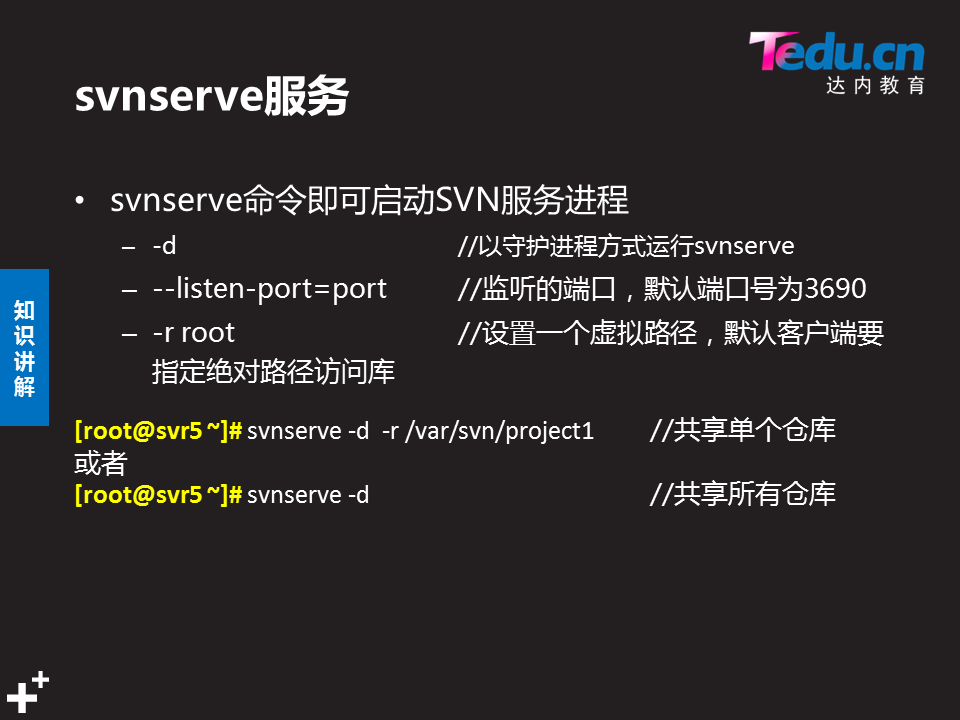 Tedu.cn
达内教育
svnserve服务
• svnserve命令即可启动SVN服务进程
– -d //以守护进程方式运行svnserve
– --listen-port=port //监听的端口，默认端口号为3690
– -r root //设置一个虚拟路径，默认客户端要
指定绝对路径访问库
知识讲解
[root@svr5 ~]# svnserve -d -r /var/svn/project1 //共享单个仓库
或者
[root@svr5 ~]# svnserve -d //共享所有仓库